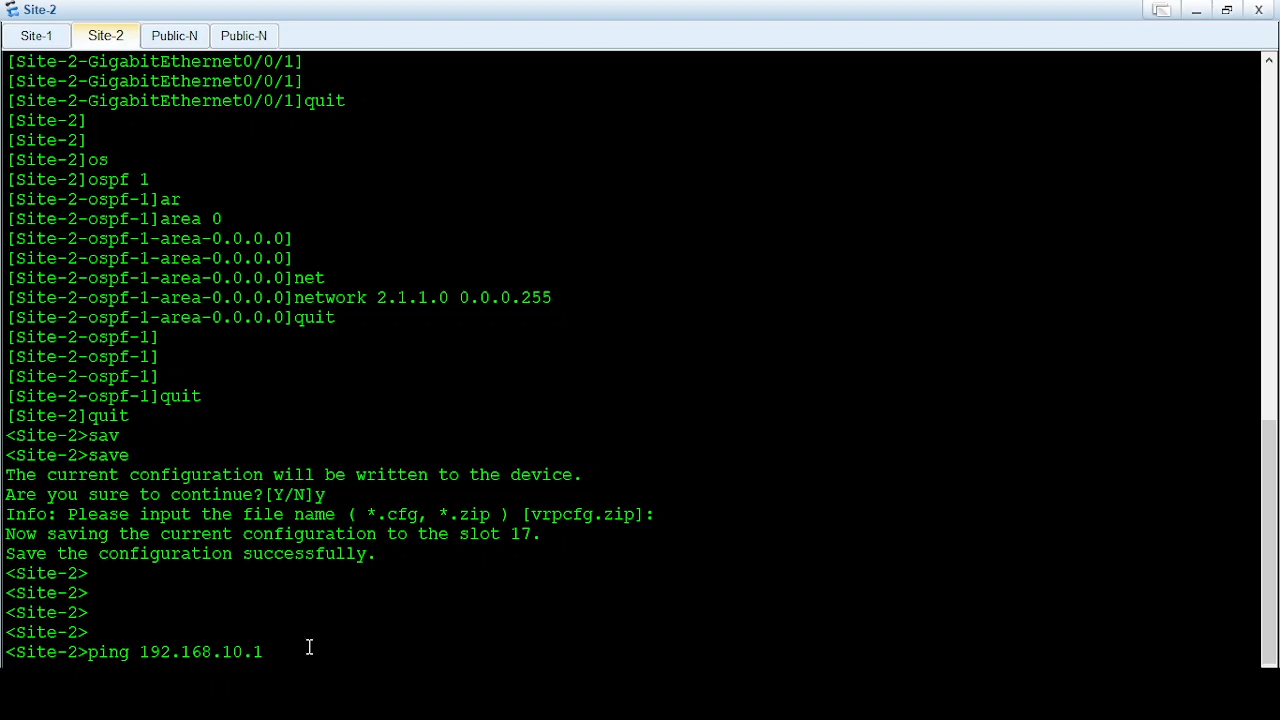 Site-2
Site-1
Site-2
Public-N
Public-N
[Site-2-GigabitEthernet0/0/1]
[Site-2-GigabitEthernet0/0/1]
[Site-2-GigabitEthernet0/0/1]quit
[Site-2]
[Site-2]
[Site-2]os
[Site-2]ospf 1
[Site-2-ospf-1]ar
[Site-2-ospf-1]area 0
[Site-2-ospf-1-area-0.0.0.0]
[Site-2-ospf-1-area-0.0.0.0]
[Site-2-ospf-1-area-0.0.0.0]net
[Site-2-ospf-1-area-0.0.0.0]network 2.1.1.0 0.0.0.255
[Site-2-ospf-1-area-0.0.0.0]quit
[Site-2-ospf-1]
[Site-2-ospf-1]
[Site-2-ospf-1]
[Site-2-ospf-1]quit
[Site-2]quit
<Site-2>sav
<Site-2>save
The current configuration will be written to the device.
Are you sure to continue?[Y/N]y
Info: Please input the file name ( *.cfg, *.zip ) [vrpcfg.zip]:
Now saving the current configuration to the slot 17.
Save the configuration successfully.
<Site-2>
<Site-2>
<Site-2>
<Site-2>
<Site-2>ping 192.168.10.1